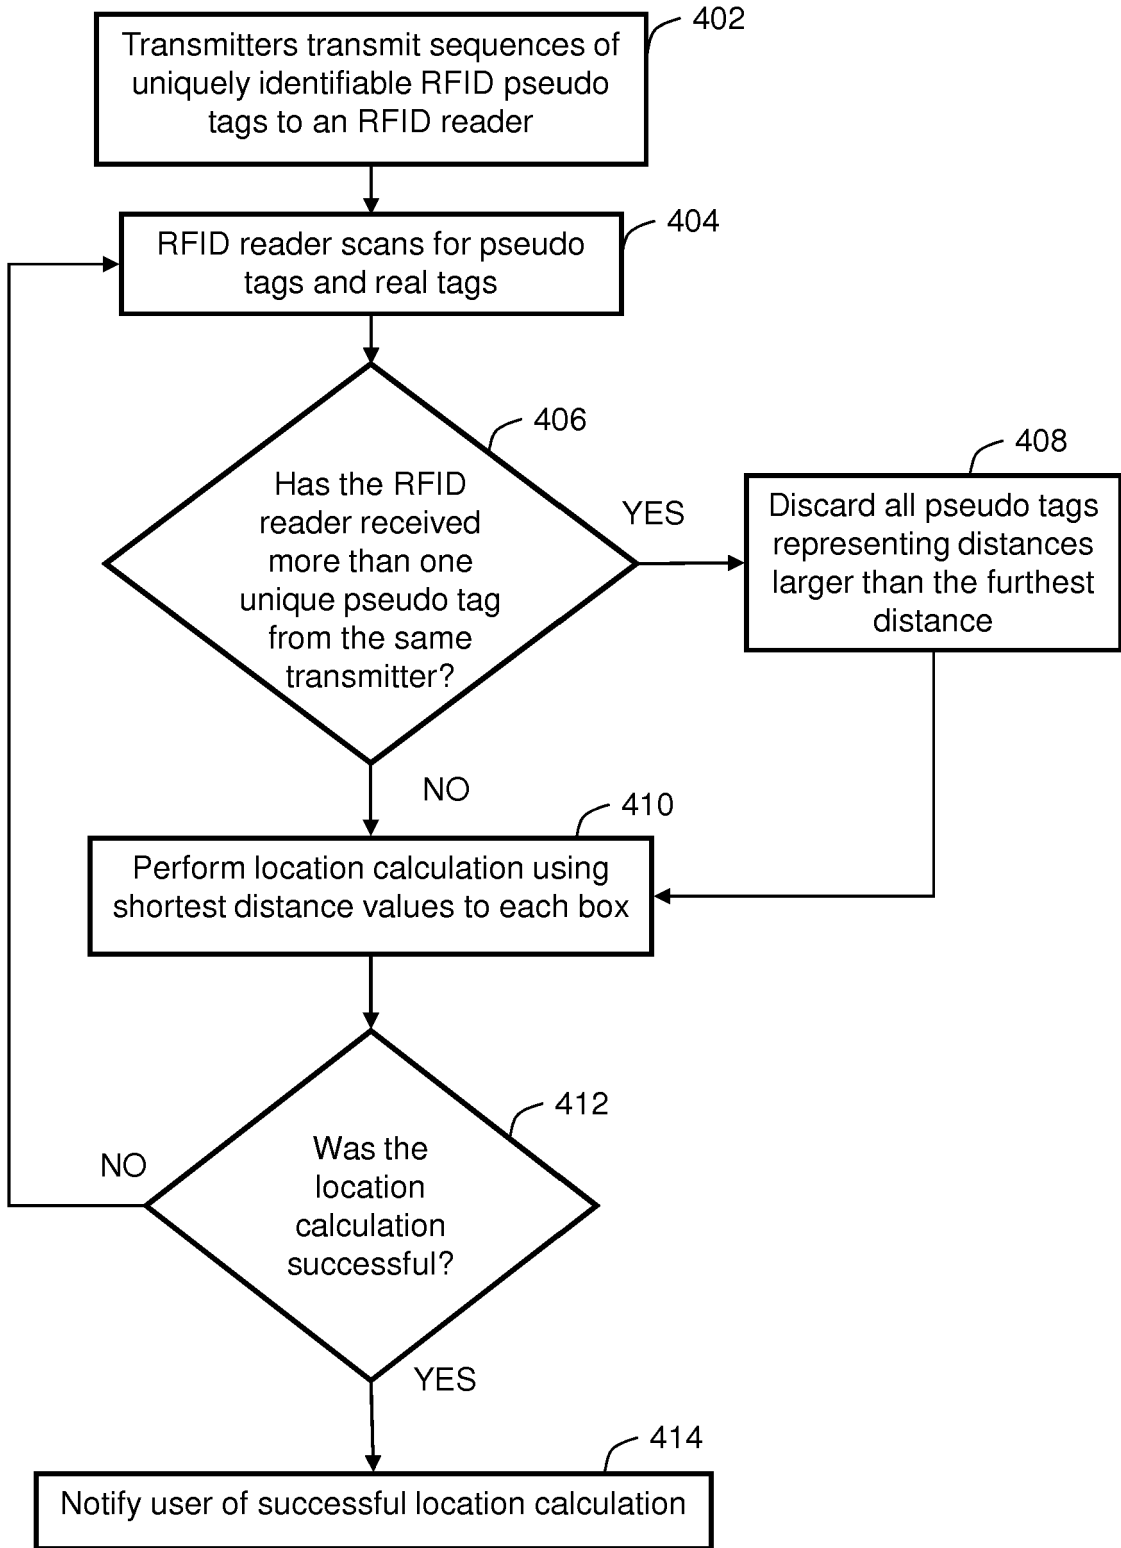 402
Transmitters transmit sequences of
uniquely identifiable RFID pseudo
tags to an RFID reader
404
RFID reader scans for pseudo
tags and real tags
406
Has the RFID
reader received
more than one
unique pseudo tag
from the same
transmitter?
YES
408
Discard all pseudo tags
representing distances
larger than the furthest
distance
NO
410
Perform location calculation using
shortest distance values to each box
412
Was the
location
calculation
successful?
NO
YES
414
Notify user of successful location calculation